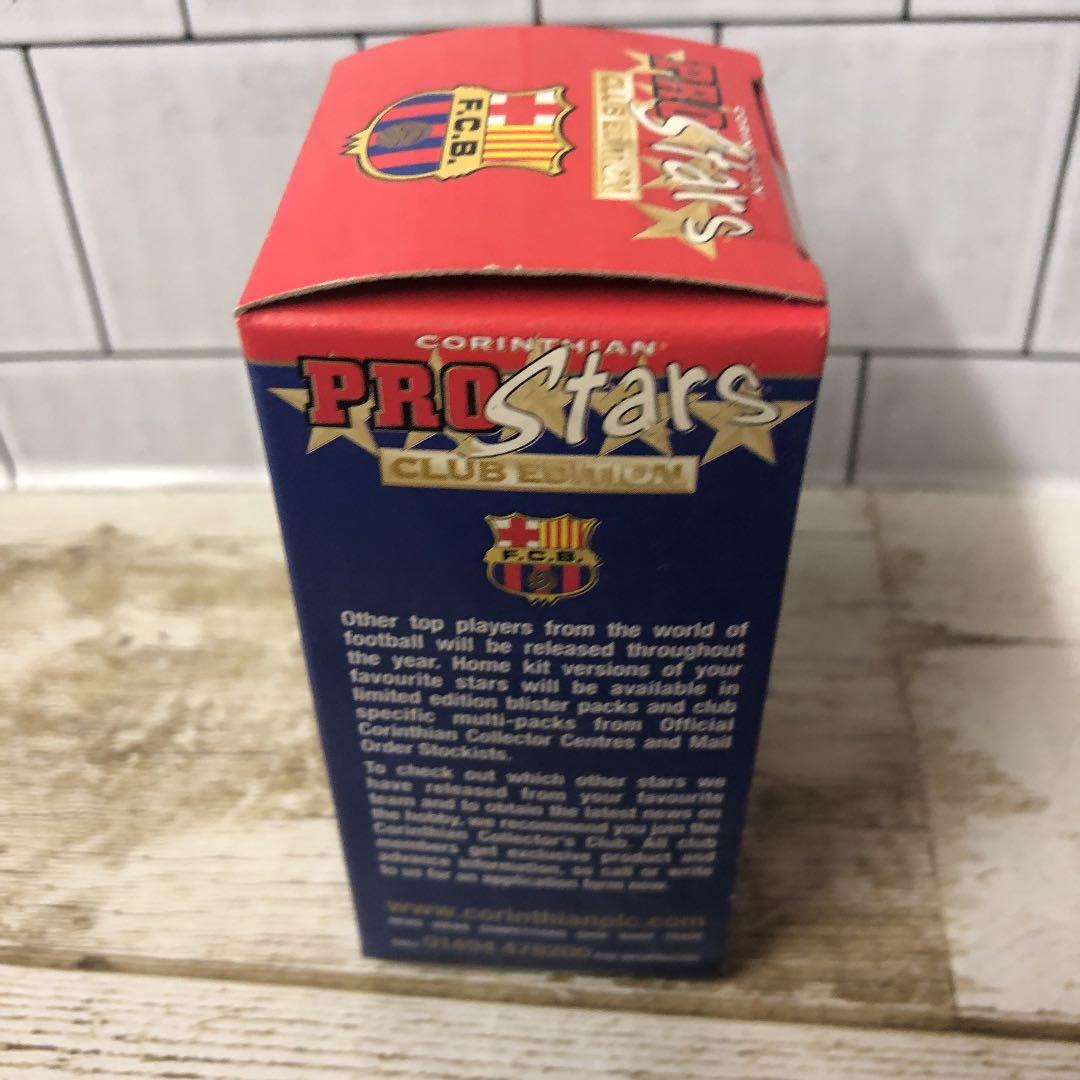 F.C.B.
CORINTHIAN
PRO Stars
CLUB EDITION
CORINTHIAN
PRO Stars
CLUB EDITION
F.C.B.
Other top players from the world of
football will be released throughout
the year. Home kit versions of your
favourite stars will be available in
limited edition blister packs and club
specific multi-packs from Official
Corinthian Collector Centres and Mail
Order Stockists.
To check out which other stars we
have released from your favourite
team and to obtain the latest news on
the hobby, we recommend you join the
Corinthian Collector's Club. All club
members get exclusive product and
advance information, so call or write
to us for an application form now.
www.corinthianplc.com